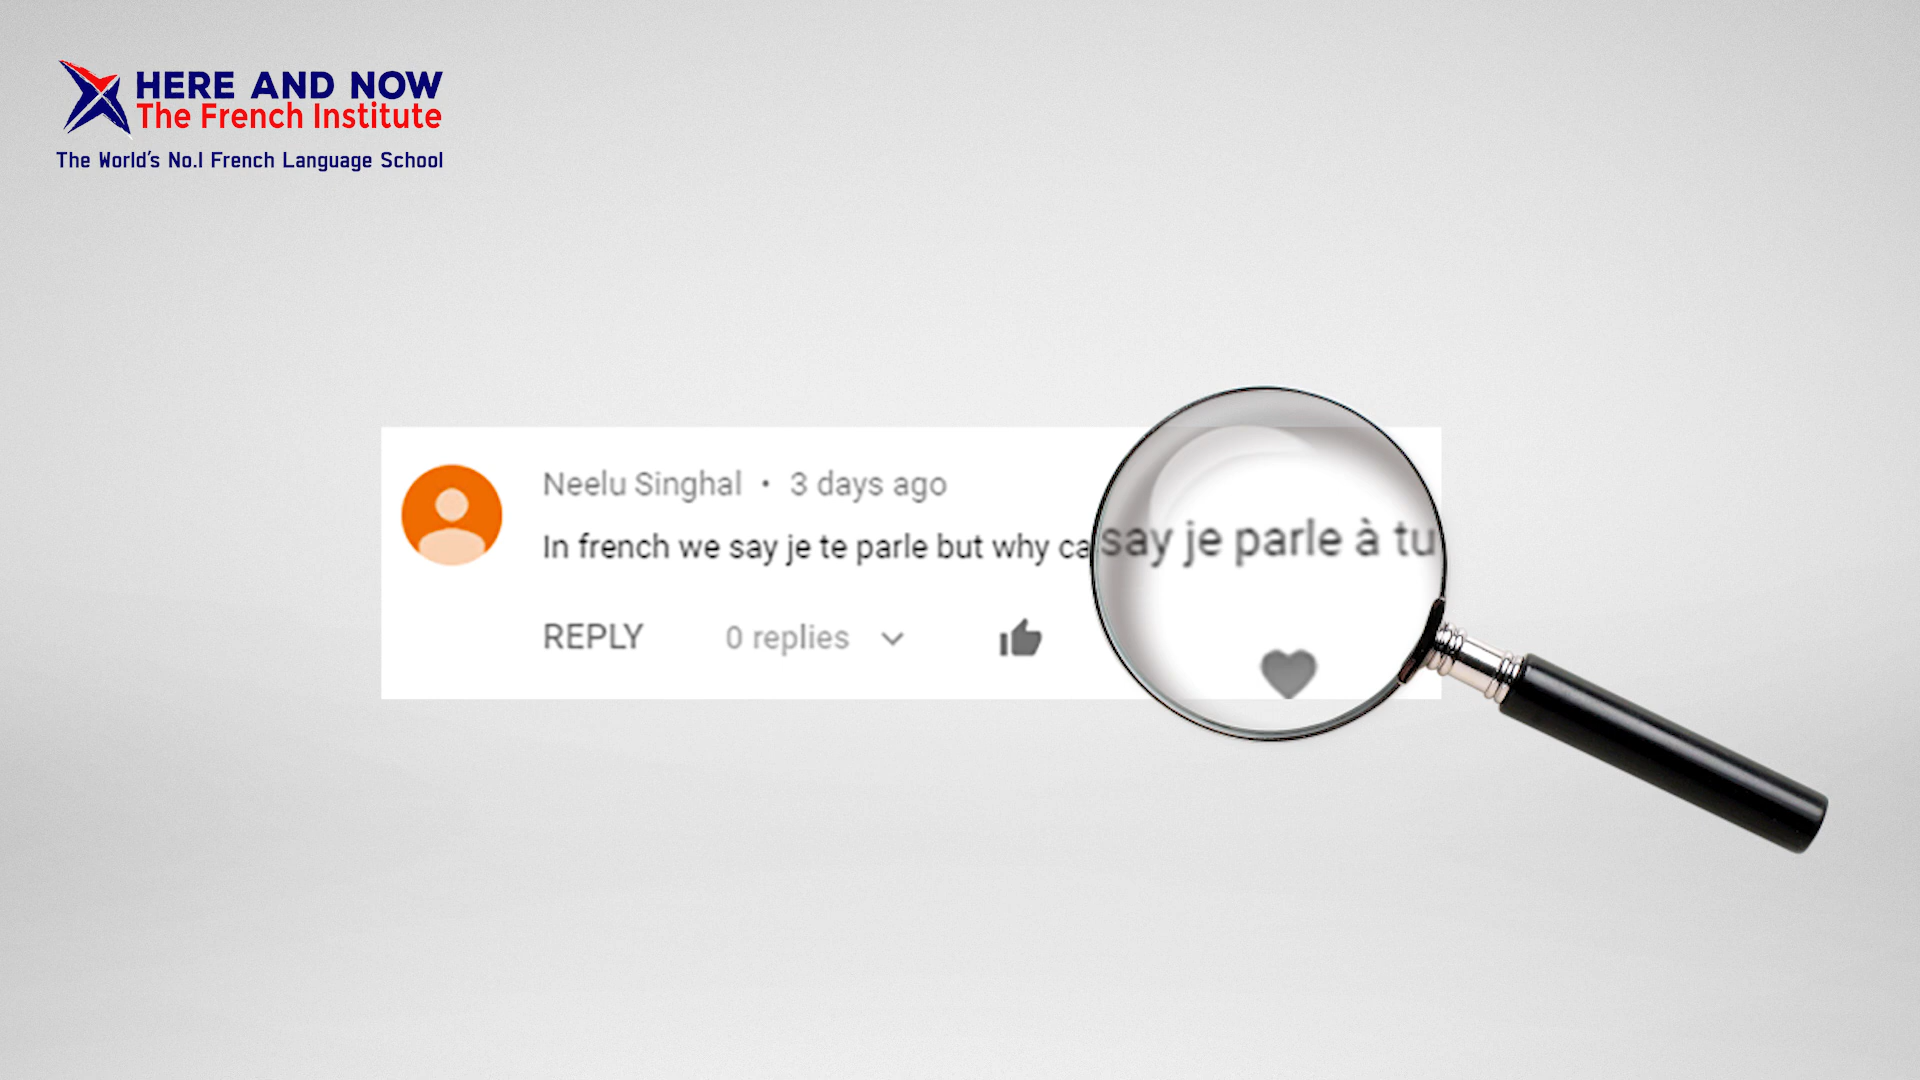 HERE AND NOW
The French Institute
The World's No.1 French Language School
Neelu Singhal • 3 days ago
In french we say je te parle but why ca say je parle à tu
REPLY 0 replies